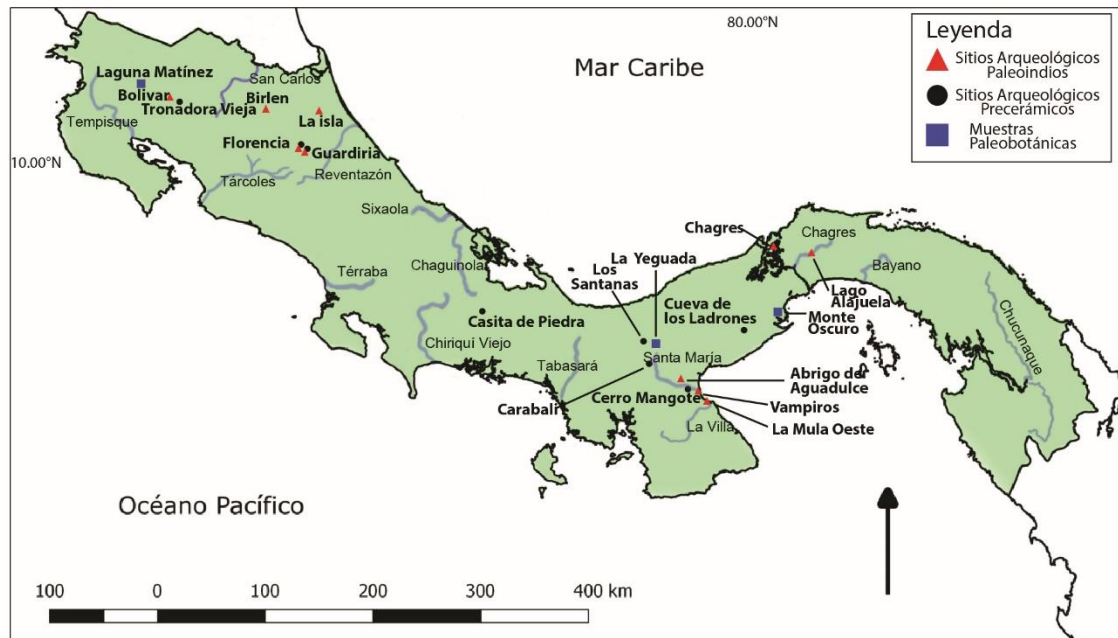 80.00°N
Leyenda
Sitios Arqueológicos
Paleoindios
Sitios Arqueológicos
Precerámicos
Muestras
Paleobotánicas
Mar Caribe
Laguna Matínez
San Carlos
Bolivar
Birlen
Tronadora Vieja
La isla
Tempisque
Florencia
Guardiria
10.00°N
Tárcoles
Reventazón
Sixaola
Chagres
Chagres
La Yeguada
Chaguinola
Los
Santanas
Bayano
Térraba
Lago
Alajuela
Cueva de
los Ladrones
Monte
Oscuro
Casita de Piedra
Chiriquí Viejo
Chucunaque
Santa María
Tabasará
Abrigo de
Aguadulce
Cerro Mangote
Vampiros
Carabali
La Mula Oeste
La Villa
Océano Pacífico
100 0 100 200 300 400 km